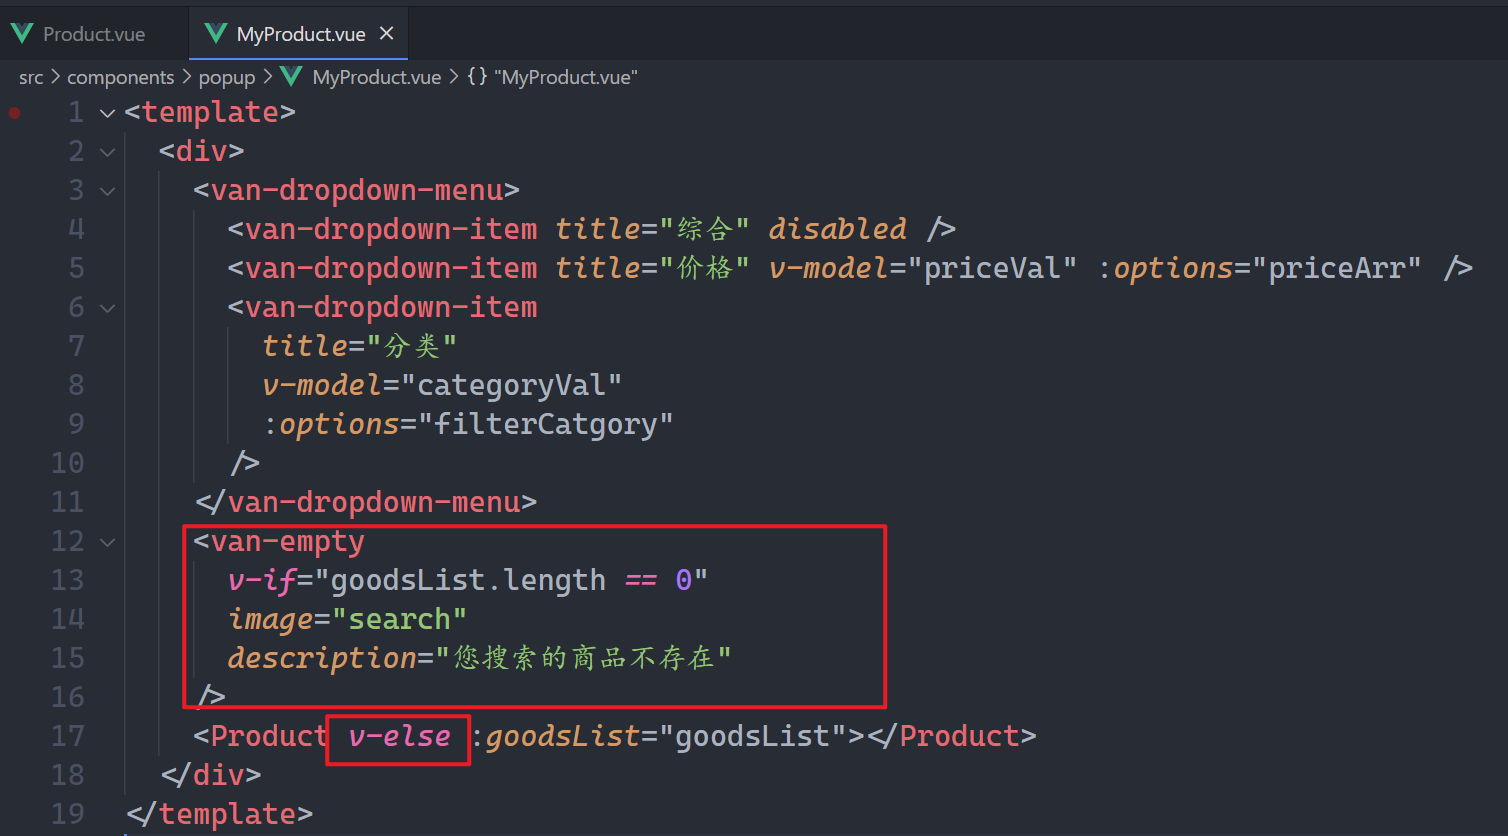 Product.vue MyProduct.vue ×
src > components > popup > MyProduct.vue > {} "MyProduct.vue"
1 <template>
2 <div>
3 <van-dropdown-menu>
4 <van-dropdown-item title="综合" disabled />
5 <van-dropdown-item title="价格" v-model="priceVal" :options="priceArr" />
6 <van-dropdown-item
7 title="分类"
8 v-model="categoryVal"
9 :options="filterCatgory"
10 />
11 </van-dropdown-menu>
12 <van-empty
13 v-if="goodsList.length == 0"
14 image="search"
15 description="您搜索的商品不存在"
16 />
17 <Product v-else :goodsList="goodsList"></Product>
18 </div>
19 </template>